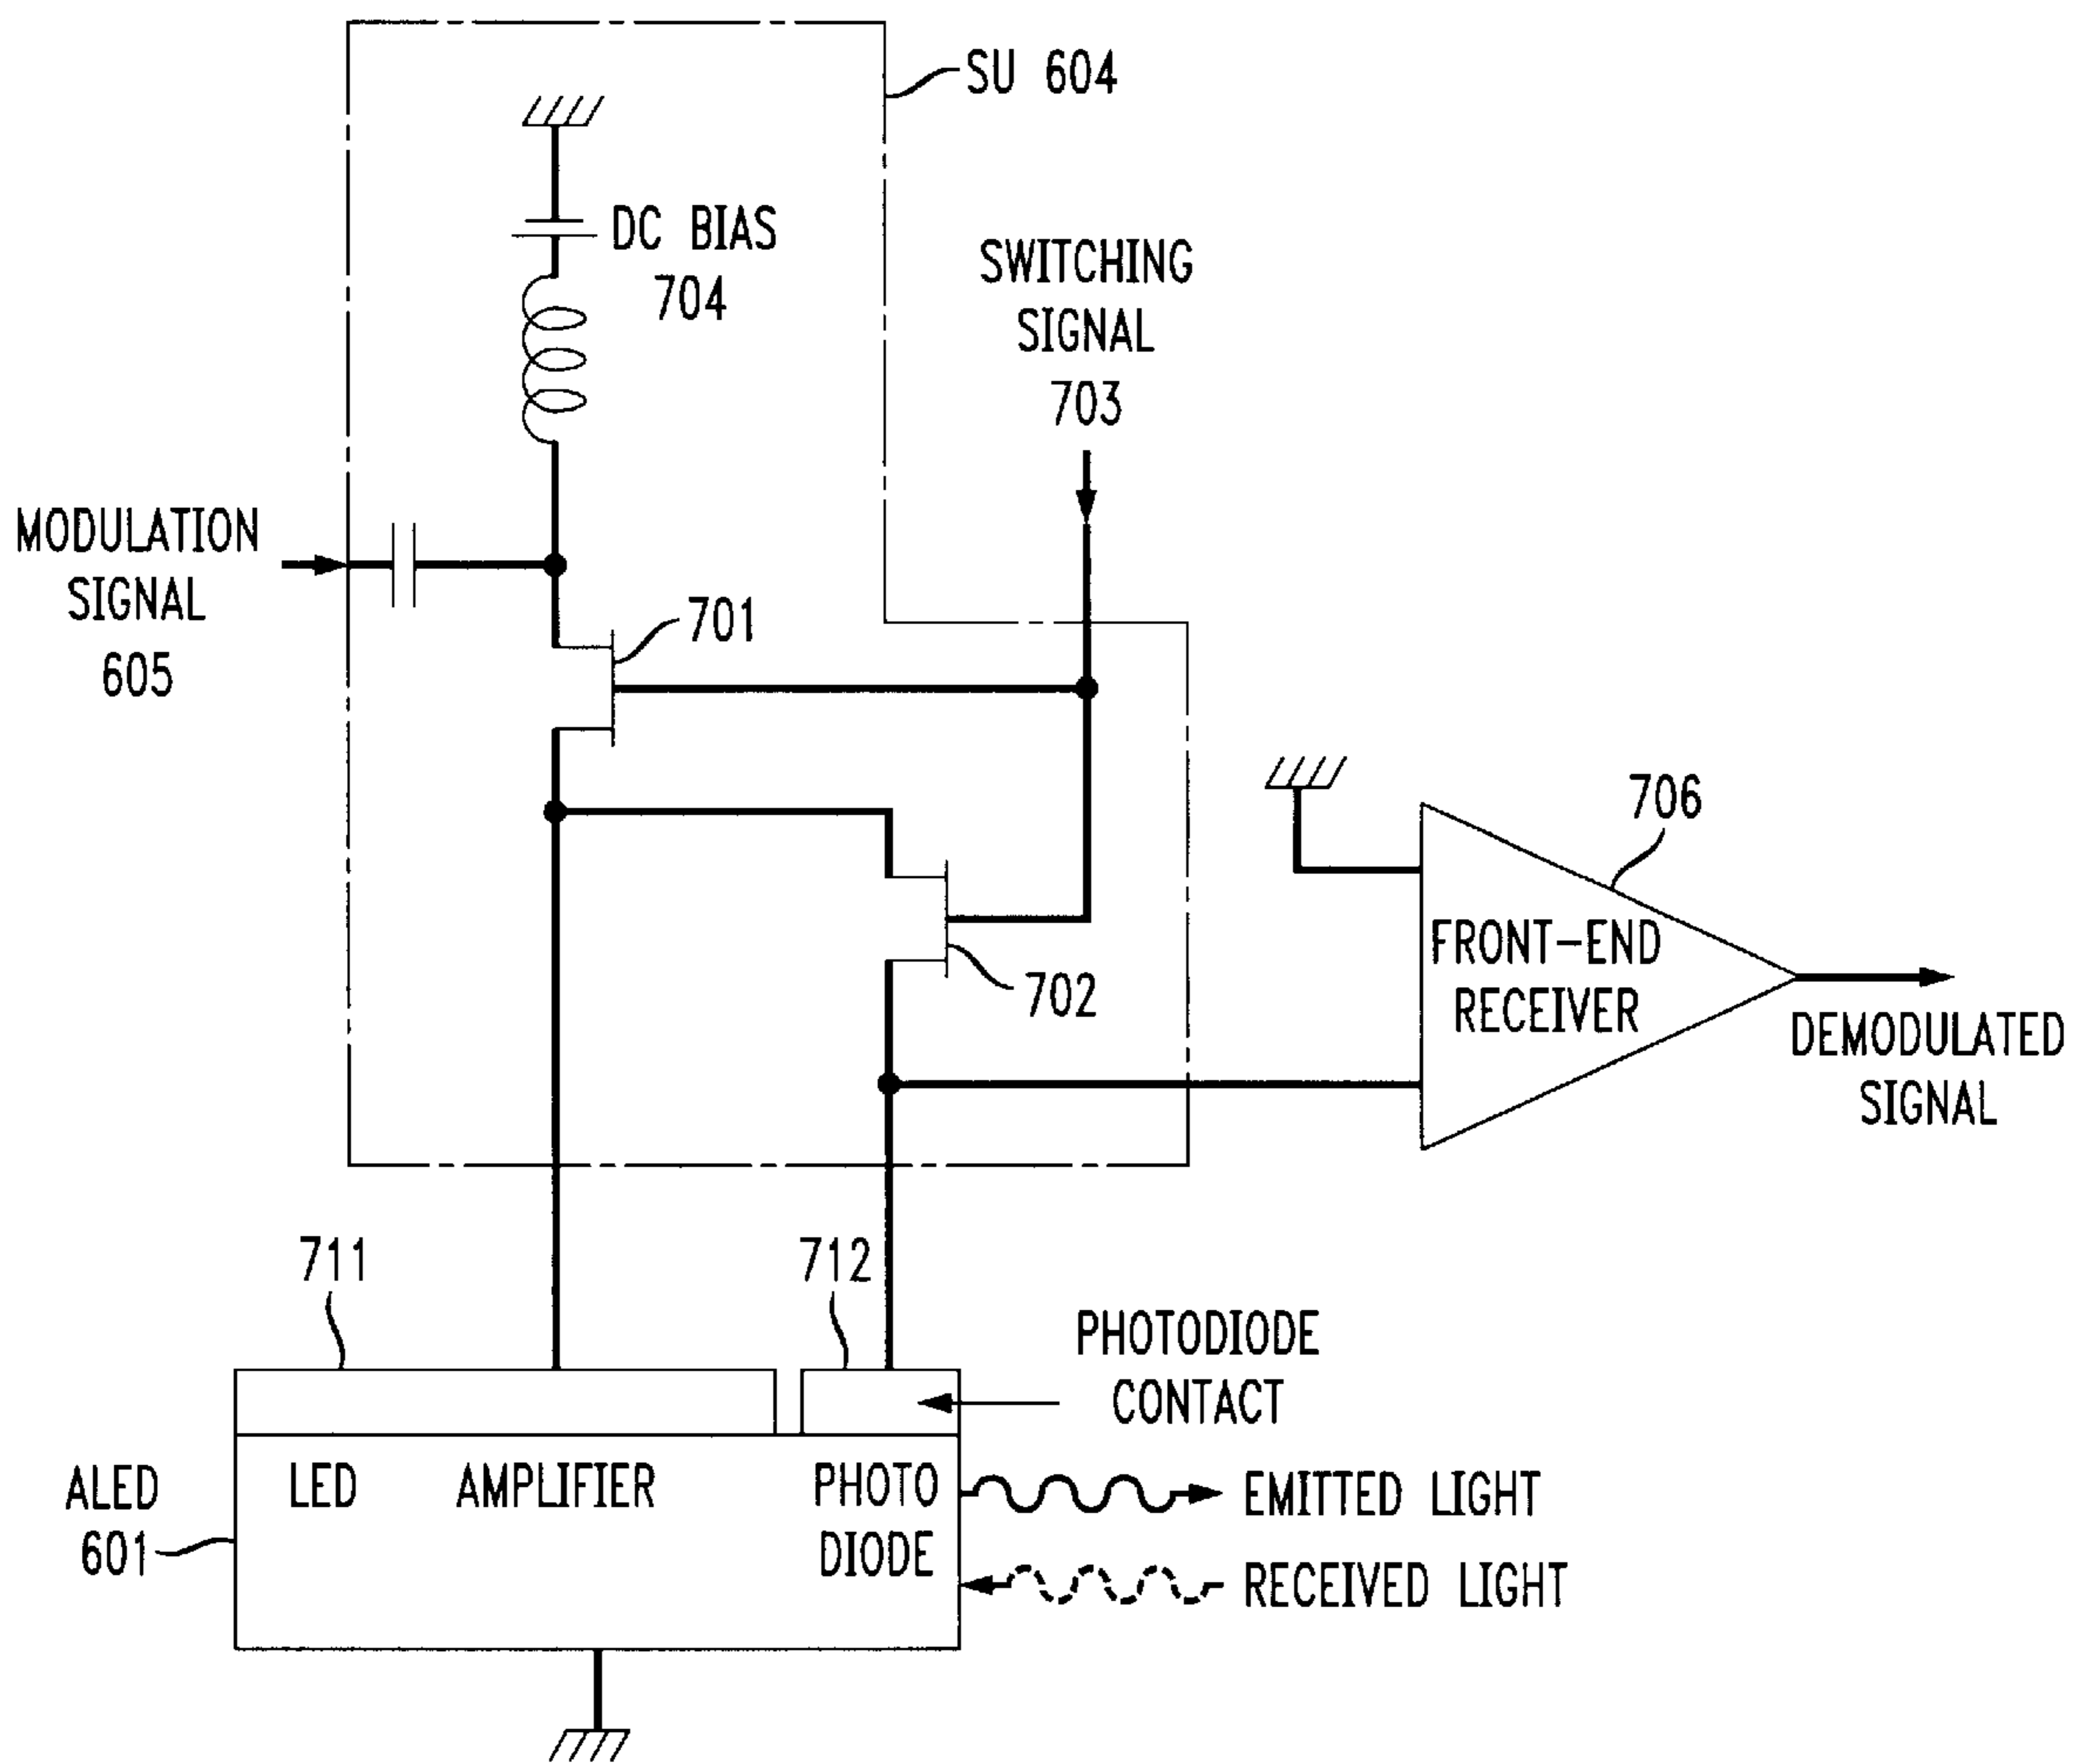 SU 604
DC BIAS
704
SWITCHING
SIGNAL
703
MODULATION
SIGNAL
605
701
702
706
FRONT-END
RECEIVER
DEMODULATED
SIGNAL
711
712
PHOTODIODE
CONTACT
ALED
601
LED
AMPLIFIER
PHOTO
DIODE
EMITTED LIGHT
RECEIVED LIGHT